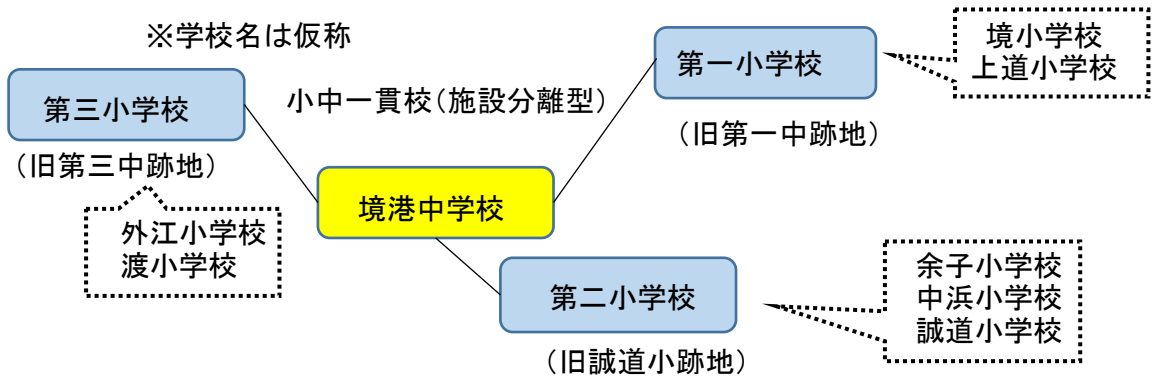 ※学校名は仮称
第一小学校
境小学校
上道小学校
第三小学校
小中一貫校(施設分離型)
(旧第一中跡地)
(旧第三中跡地)
境港中学校
外江小学校
渡小学校
第二小学校
余子小学校
中浜小学校
誠道小学校
(旧誠道小跡地)